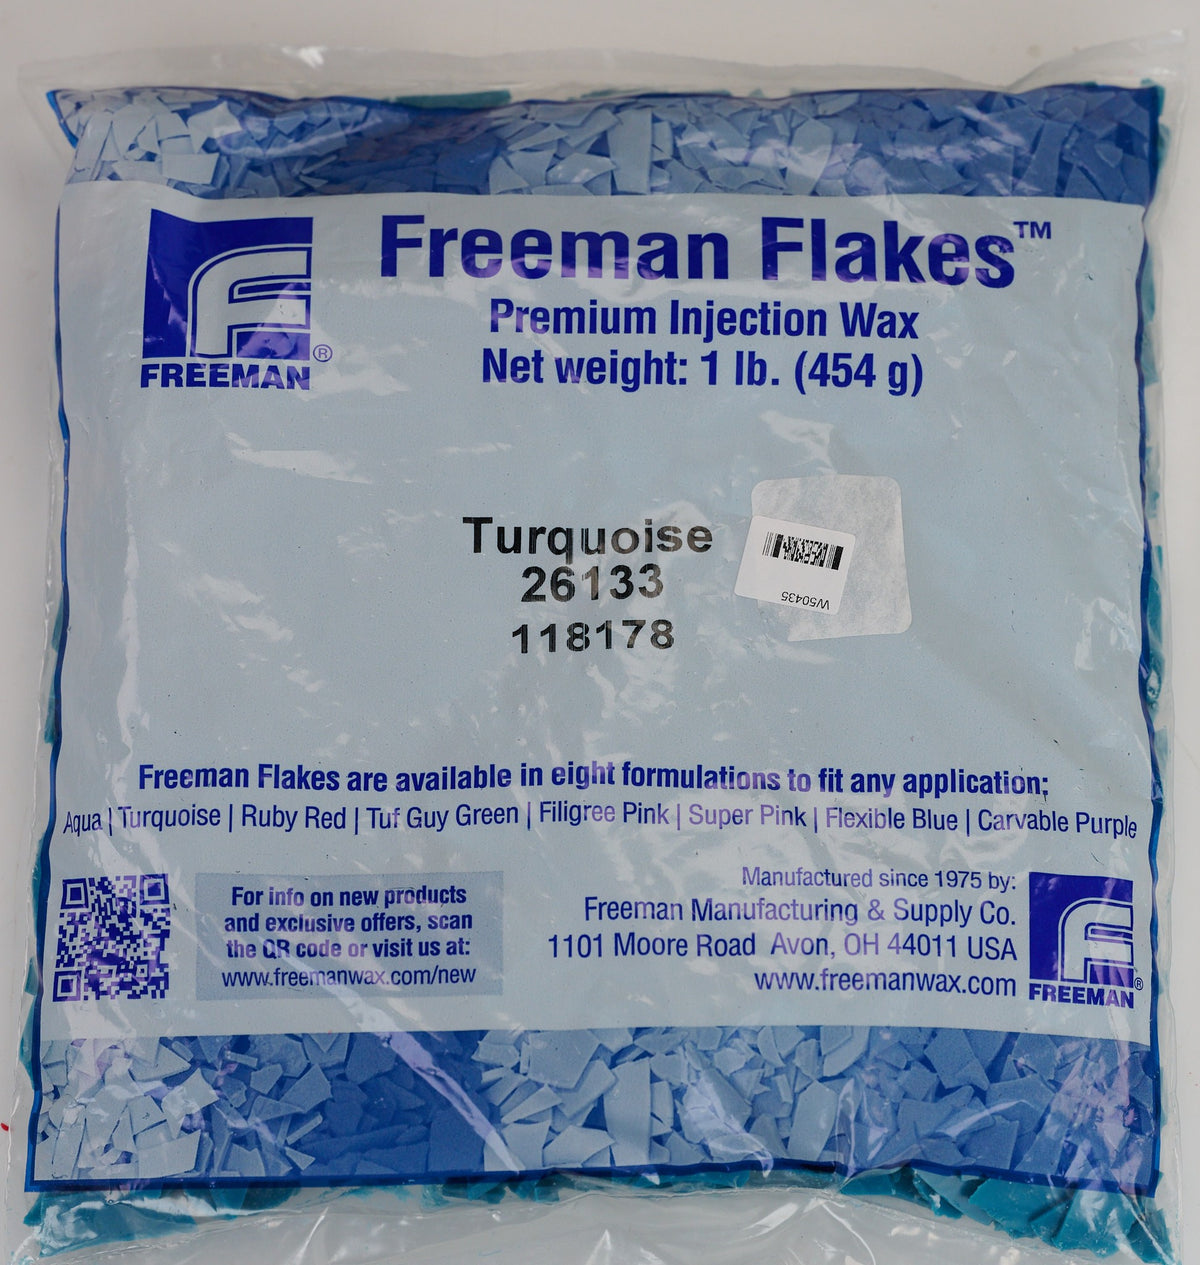 Freeman Flakes™
Premium Injection Wax
Net weight: 1 lb. (454 g)
FREEMAN®
Turquoise
26133
118178
W50435
Freeman Flakes are available in eight formulations to fit any application;
Aqua | Turquoise | Ruby Red | Tuf Guy Green | Filigree Pink | Super Pink | Flexible Blue | Carvable Purple
For info on new products
and exclusive offers, scan
the QR code or visit us at:
www.freemanwax.com/new
Manufactured since 1975 by:
Freeman Manufacturing & Supply Co.
1101 Moore Road Avon, OH 44011 USA
www.freemanwax.com
FREEMAN®